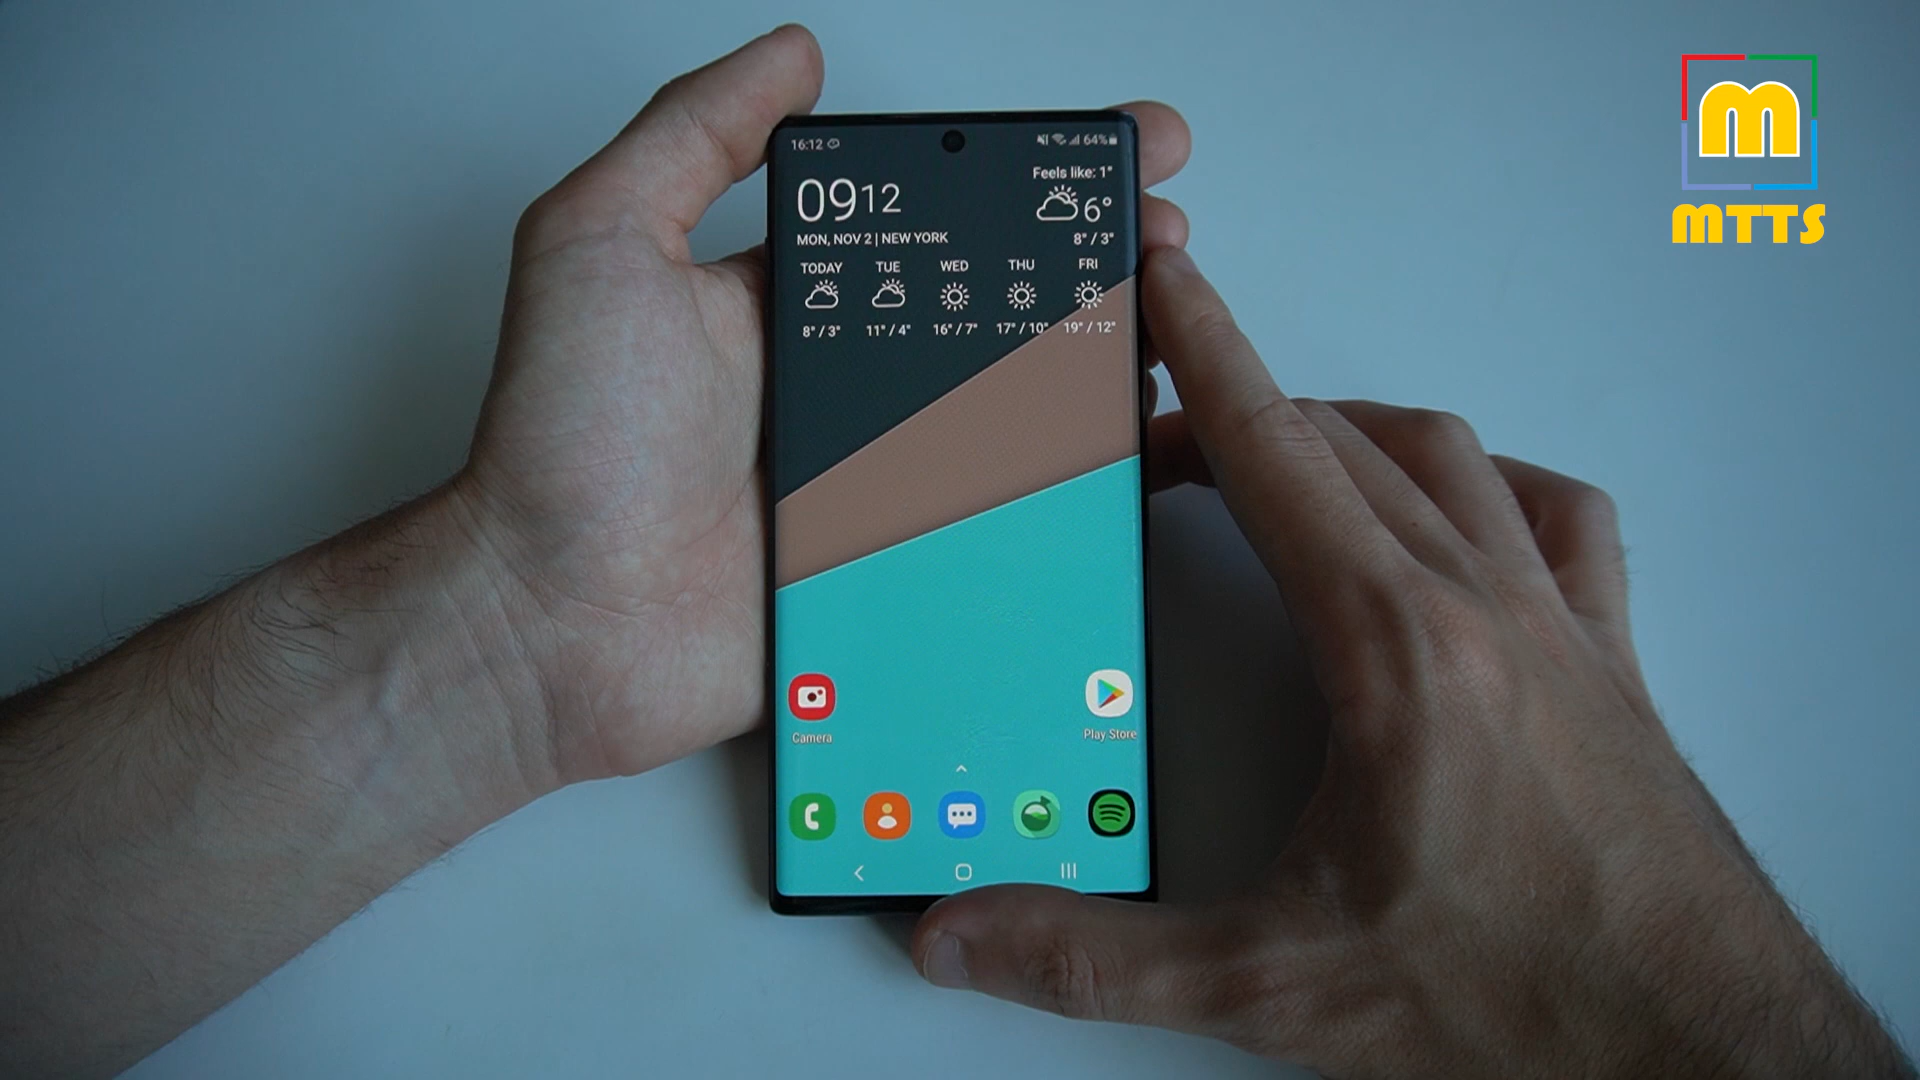 16:12
64%
Feels like: 1°
0912
6°
MON, NOV 2 | NEW YORK
8° / 3°
TODAY TUE WED THU FRI
8° / 3° 11° / 4° 16° / 7° 17° / 10° 19° / 12°
Camera
Play Store
M
MTTS